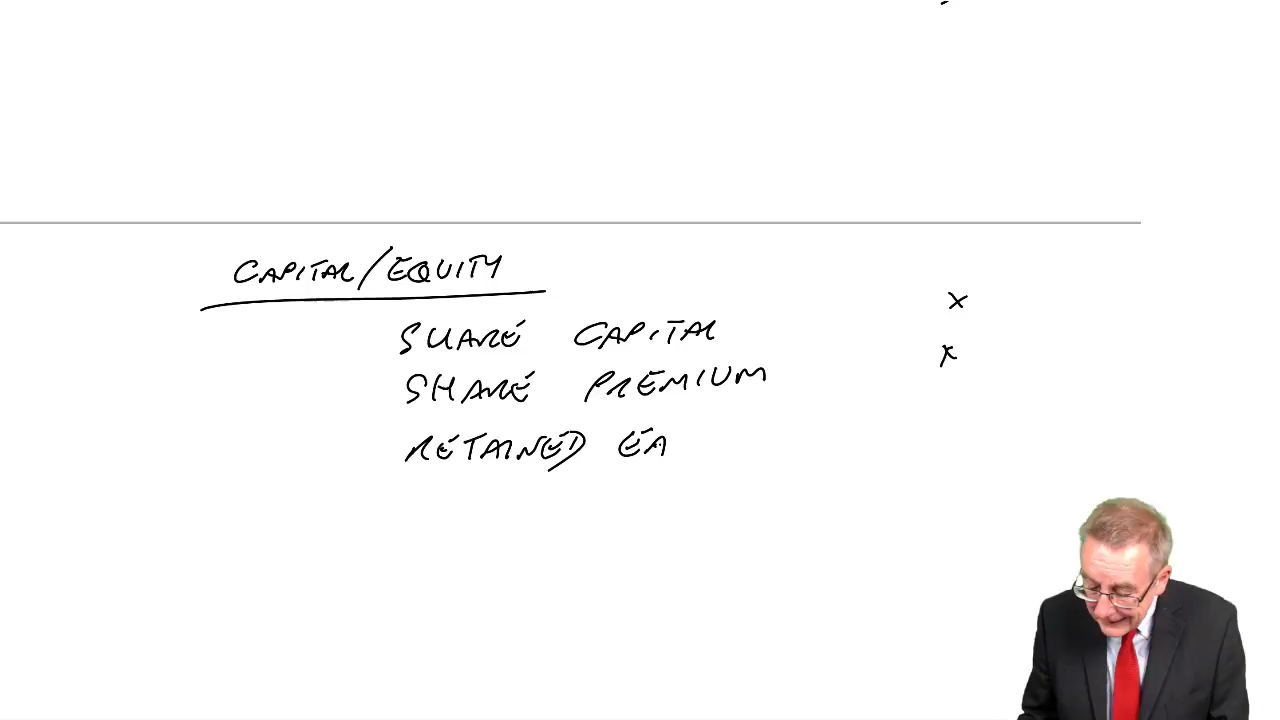 CAPITAL/EQUITY
x
SHARE CAPITAL
x
SHARE PREMIUM
RETAINED EA